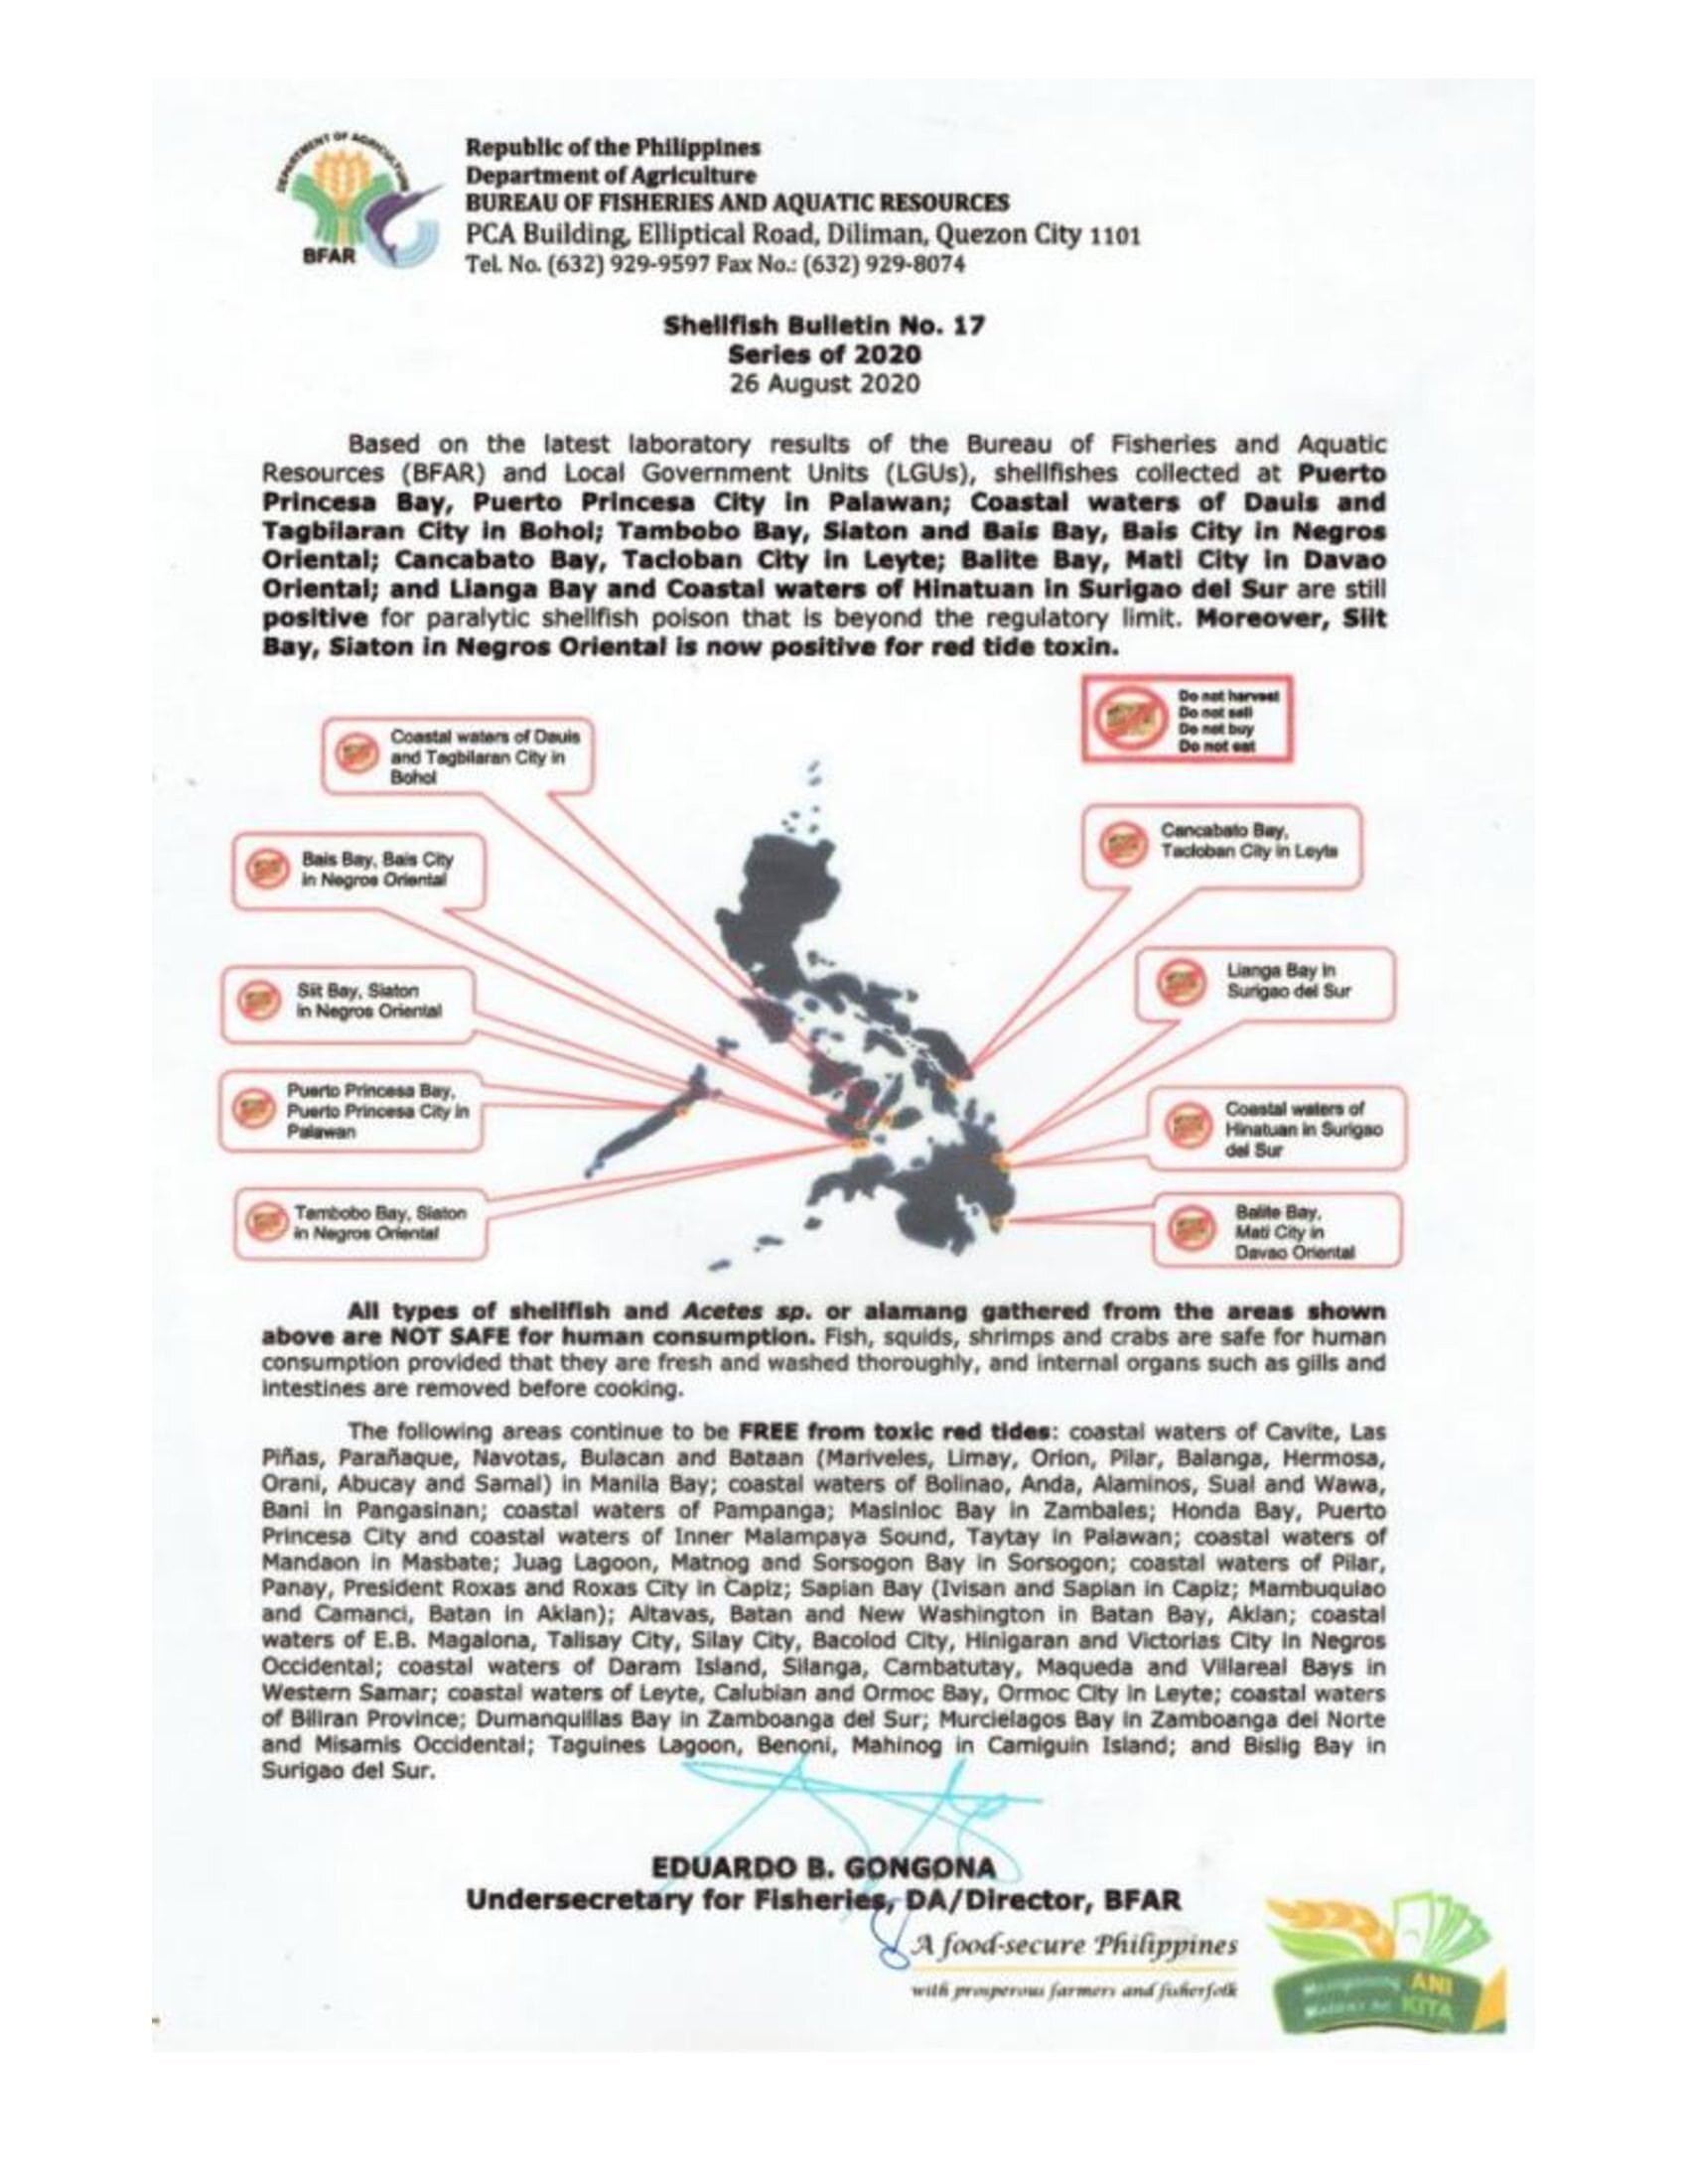 DEPARTMENT OF AGRICULTURE
BFAR
Republic of the Philippines
Department of Agriculture
BUREAU OF FISHERIES AND AQUATIC RESOURCES
PCA Building, Elliptical Road, Diliman, Quezon City 1101
Tel. No. (632) 929-9597 Fax No.: (632) 929-8074
Shellfish Bulletin No. 17
Series of 2020
26 August 2020
Based on the latest laboratory results of the Bureau of Fisheries and Aquatic
Resources (BFAR) and Local Government Units (LGUs), shellfishes collected at Puerto
Princesa Bay, Puerto Princesa City in Palawan; Coastal waters of Dauis and
Tagbilaran City in Bohol; Tambobo Bay, Siaton and Bais Bay, Bais City in Negros
Oriental; Cancabato Bay, Tacloban City in Leyte; Balite Bay, Mati City in Davao
Oriental; and Lianga Bay and Coastal waters of Hinatuan in Surigao del Sur are still
positive for paralytic shellfish poison that is beyond the regulatory limit. Moreover, Siit
Bay, Siaton in Negros Oriental is now positive for red tide toxin.
Do not harvest
Do not sell
Do not buy
Do not eat
Coastal waters of Dauis
and Tagbilaran City in
Bohol
Cancabato Bay,
Tacloban City in Leyte
Bais Bay, Bais City
in Negros Oriental
Lianga Bay in
Surigao del Sur
Siit Bay, Siaton
in Negros Oriental
Puerto Princesa Bay,
Puerto Princesa City in
Palawan
Coastal waters of
Hinatuan in Surigao
del Sur
Tambobo Bay, Siaton
in Negros Oriental
Balite Bay,
Mati City in
Davao Oriental
All types of shellfish and Acetes sp. or alamang gathered from the areas shown
above are NOT SAFE for human consumption. Fish, squids, shrimps and crabs are safe for human
consumption provided that they are fresh and washed thoroughly, and internal organs such as gills and
intestines are removed before cooking.
The following areas continue to be FREE from toxic red tides: coastal waters of Cavite, Las
Piñas, Parañaque, Navotas, Bulacan and Bataan (Mariveles, Limay, Orion, Pilar, Balanga, Hermosa,
Orani, Abucay and Samal) in Manila Bay; coastal waters of Bolinao, Anda, Alaminos, Sual and Wawa,
Bani in Pangasinan; coastal waters of Pampanga; Masinloc Bay in Zambales; Honda Bay, Puerto
Princesa City and coastal waters of Inner Malampaya Sound, Taytay in Palawan; coastal waters of
Mandaon in Masbate; Juag Lagoon, Matnog and Sorsogon Bay in Sorsogon; coastal waters of Pilar,
Panay, President Roxas and Roxas City in Capiz; Sapian Bay (Ivisan and Sapian in Capiz; Mambuquiao
and Camanci, Batan in Aklan); Altavas, Batan and New Washington in Batan Bay, Aklan; coastal
waters of E.B. Magalona, Talisay City, Silay City, Bacolod City, Hinigaran and Victorias City in Negros
Occidental; coastal waters of Daram Island, Silanga, Cambatutay, Maqueda and Villareal Bays in
Western Samar; coastal waters of Leyte, Calubian and Ormoc Bay, Ormoc City in Leyte; coastal waters
of Biliran Province; Dumanquillas Bay in Zamboanga del Sur; Murcielagos Bay in Zamboanga del Norte
and Misamis Occidental; Taguines Lagoon, Benoni, Mahinog in Camiguin Island; and Bislig Bay in
Surigao del Sur.
EDUARDO B. GONGONA
Undersecretary for Fisheries, DA/Director, BFAR
A food-secure Philippines
with prosperous farmers and fisherfolk
ANI
KITA